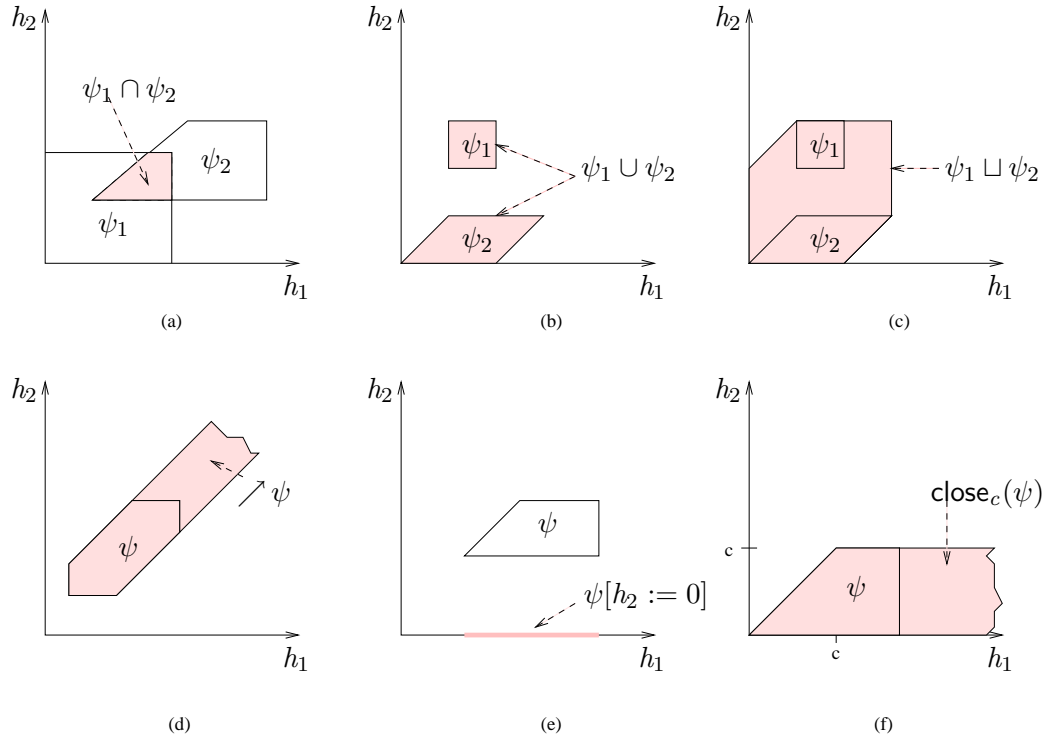 h₂
ψ₁ ∩ ψ₂
ψ₂
ψ₁
h₁
(a)
h₂
ψ₁
ψ₁ ∪ ψ₂
ψ₂
h₁
(b)
h₂
ψ₁
ψ₁ ⊔ ψ₂
ψ₂
h₁
(c)
h₂
↗ ψ
ψ
h₁
(d)
h₂
ψ
ψ[h₂ := 0]
h₁
(e)
h₂
close_c(ψ)
c
ψ
c
h₁
(f)